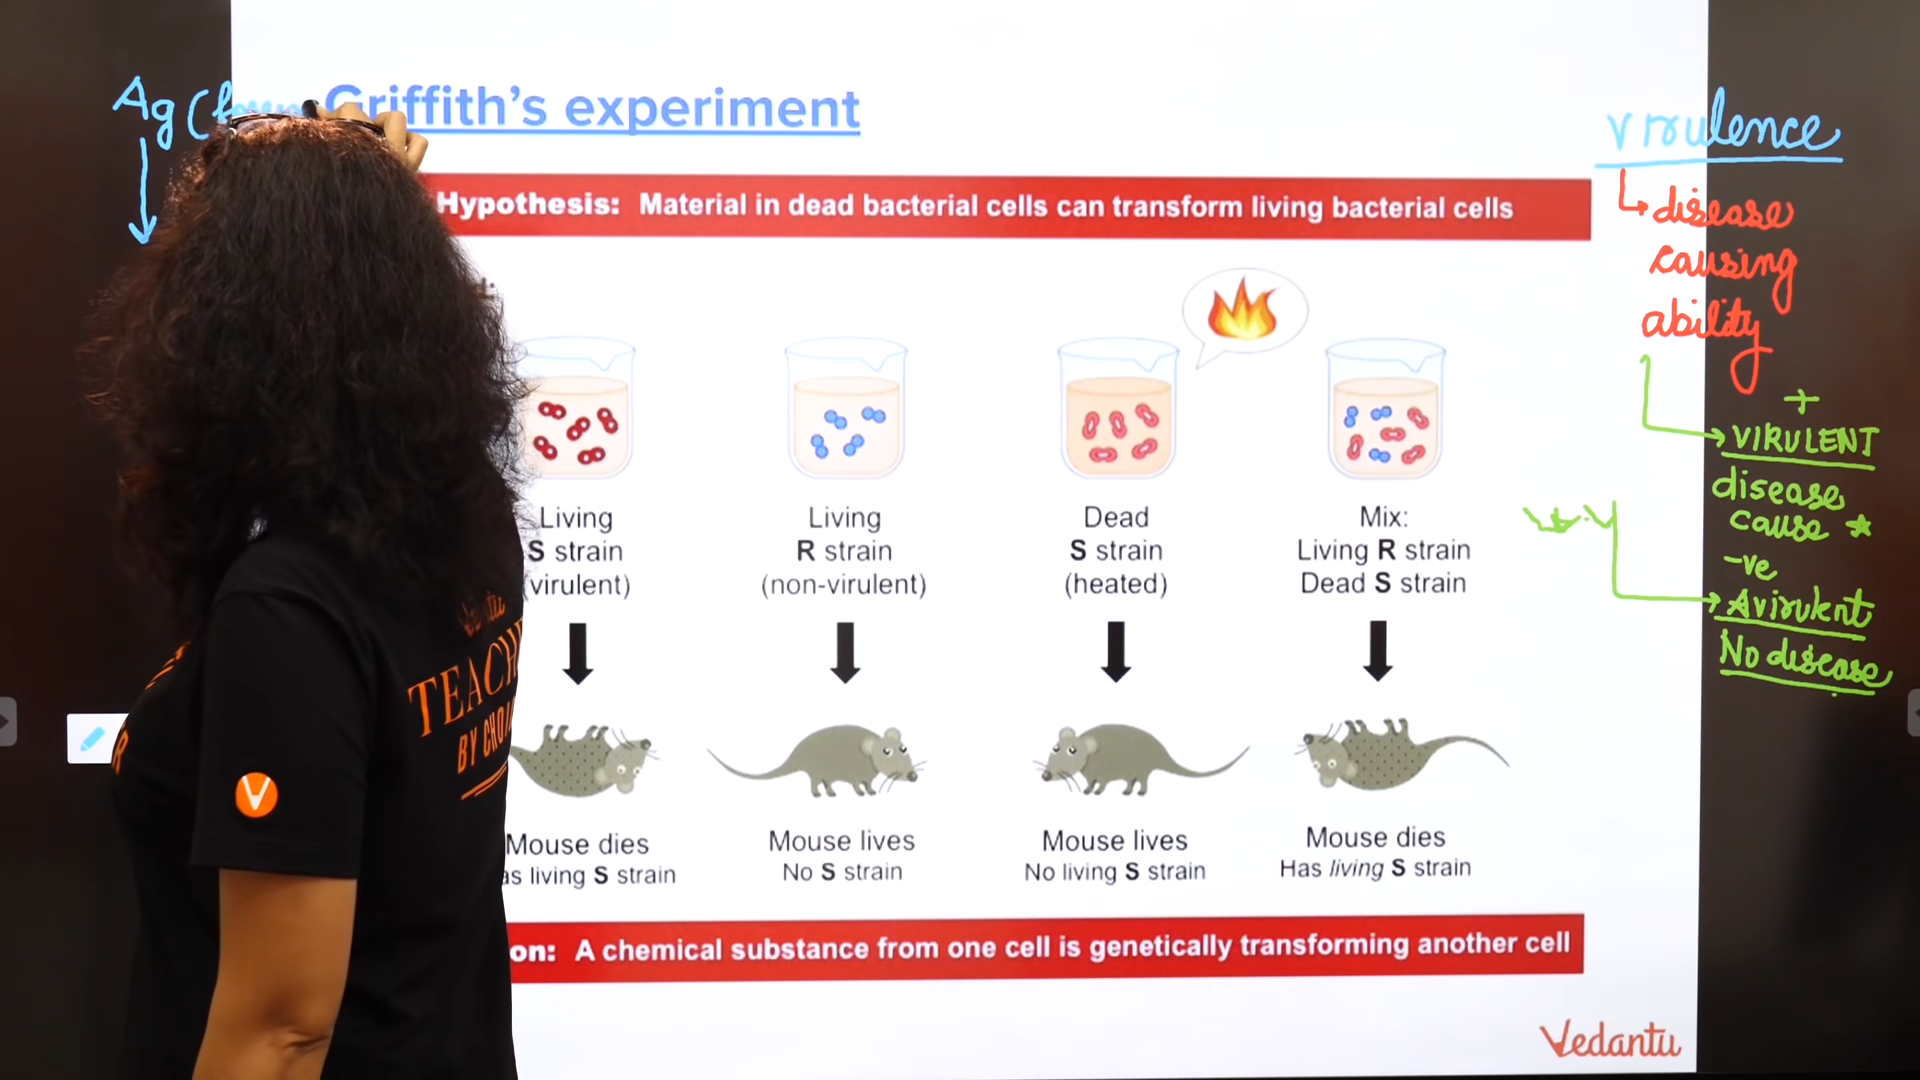 Ag (
Griffith's experiment
Hypothesis: Material in dead bacterial cells can transform living bacterial cells
Living
S strain
(virulent)
Living
R strain
(non-virulent)
Dead
S strain
(heated)
Mix:
Living R strain
Dead S strain
Mouse dies
as living S strain
Mouse lives
No S strain
Mouse lives
No living S strain
Mouse dies
Has living S strain
on: A chemical substance from one cell is genetically transforming another cell
Vedantu
virulence
disease
causing
ability
+
VIRULENT
disease
cause *
-ve
Avirulent
No disease
TEACH
BY CHOI
V